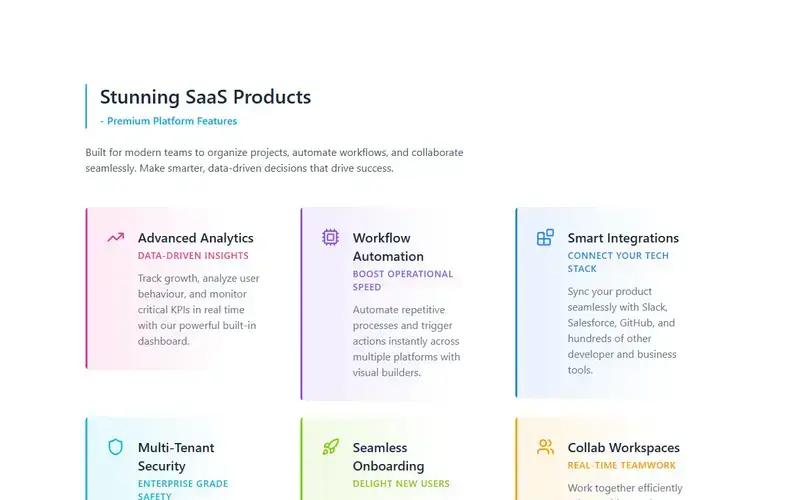 Stunning SaaS Products
- Premium Platform Features
Built for modern teams to organize projects, automate workflows, and collaborate
seamlessly. Make smarter, data-driven decisions that drive success.
Advanced Analytics
DATA-DRIVEN INSIGHTS
Track growth, analyze user
behaviour, and monitor
critical KPIs in real time
with our powerful built-in
dashboard.
Workflow
Automation
BOOST OPERATIONAL
SPEED
Automate repetitive
processes and trigger
actions instantly across
multiple platforms with
visual builders.
Smart Integrations
CONNECT YOUR TECH
STACK
Sync your product
seamlessly with Slack,
Salesforce, GitHub, and
hundreds of other
developer and business
tools.
Multi-Tenant
Security
ENTERPRISE GRADE
SAFETY
Seamless
Onboarding
DELIGHT NEW USERS
Collab Workspaces
REAL-TIME TEAMWORK
Work together efficiently